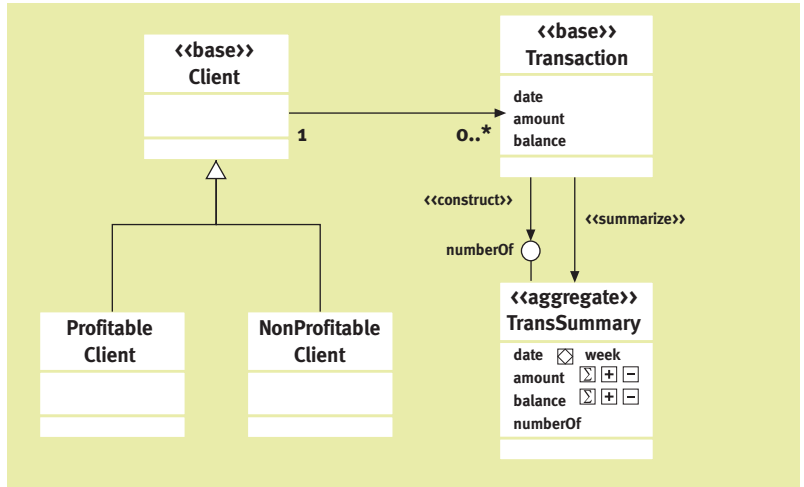 <<base>>
Client
1
0..*
<<base>>
Transaction
date
amount
balance
<<construct>>
<<summarize>>
numberOf
Profitable
Client
NonProfitable
Client
<<aggregate>>
TransSummary
date week
amount Σ + −
balance Σ + −
numberOf